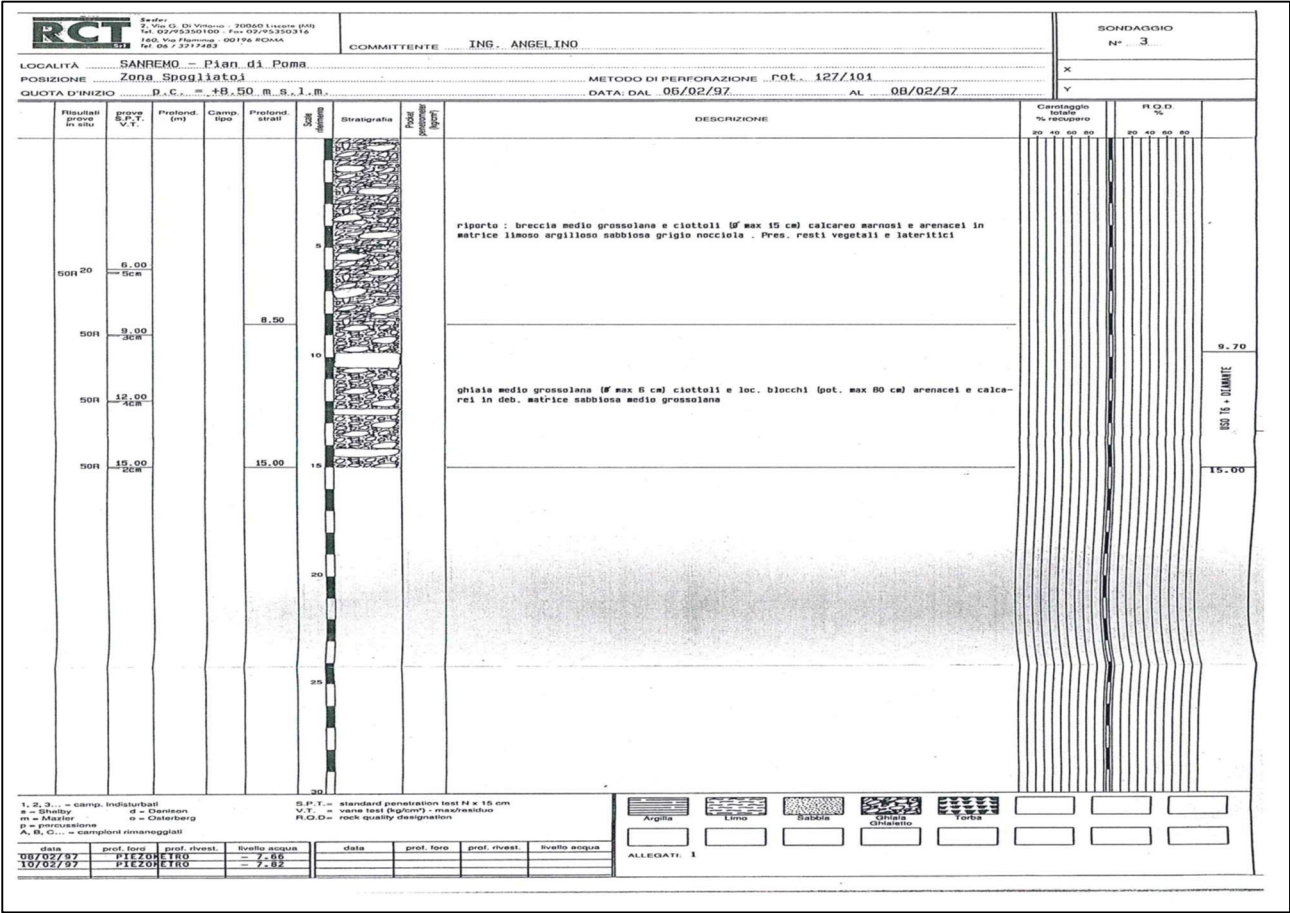 RCT
Srl
Sede:
2, Via G. Di Vittorio - 20060 Liscate (MI)
Tel. 02/95350100 - Fax 02/95350316
160, Via Flaminia - 00196 ROMA
Tel. 06 / 3217483
COMMITTENTE ING. ANGELINO
SONDAGGIO
N° 3
LOCALITÀ SANREMO - Pian di Poma
POSIZIONE Zona Spogliatoi
METODO DI PERFORAZIONE rot. 127/101
QUOTA D'INIZIO p.c. = +8.50 m s.l.m.
DATA: DAL 06/02/97 AL 08/02/97
X
Y
Risultati prove in situ
prove S.P.T. V.T.
Profond. (m)
Camp. tipo
Profond. strati
Scala riferimento
Stratigrafia
Pocket penetrometer (kg/cm²)
DESCRIZIONE
Carotaggio totale % recupero
20 40 60 80
R.Q.D. %
20 40 60 80
riporto : breccia medio grossolana e ciottoli (Ø max 15 cm) calcareo marnosi e arenacei in
matrice limoso argilloso sabbiosa grigio nocciola . Pres. resti vegetali e lateritici
5
50R 20 6.00
5cm
8.50
50R 9.00
3cm
10
9.70
ghiaia medio grossolana (Ø max 6 cm) ciottoli e loc. blocchi (pot. max 80 cm) arenacei e calca-
rei in deb. matrice sabbiosa medio grossolana
50R 12.00
4cm
USO T6 + DIAMANTE
50R 15.00
2cm
15.00
15
15.00
20
25
30
1, 2, 3... = camp. indisturbati
s = Shelby d = Denison
m = Mazier o = Osterberg
p = percussione
A, B, C... = campioni rimaneggiati
S.P.T.= standard penetration test N x 15 cm
V.T. = vane test (kg/cm²) - max/residuo
R.Q.D= rock quality designation
Argilla
Limo
Sabbia
Ghiaia Ghiaietto
Torba
data prof. foro prof. rivest. livello acqua data prof. foro prof. rivest. livello acqua
08/02/97 PIEZOMETRO - 7.66
10/02/97 PIEZOMETRO - 7.82
ALLEGATI: 1